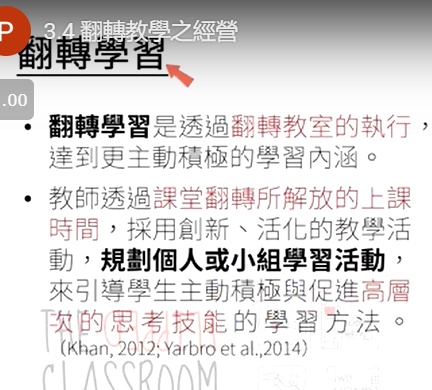 P 3.4 翻轉教學之經營
翻轉學習
.00
• 翻轉學習是透過翻轉教室的執行，
達到更主動積極的學習內涵。
• 教師透過課堂翻轉所解放的上課
時間，採用創新、活化的教學活
動，規劃個人或小組學習活動，
來引導學生主動積極與促進高層
次的思考技能的學習方法。
（Khan, 2012; Yarbro et al.,2014）
THE
CLASSROOM